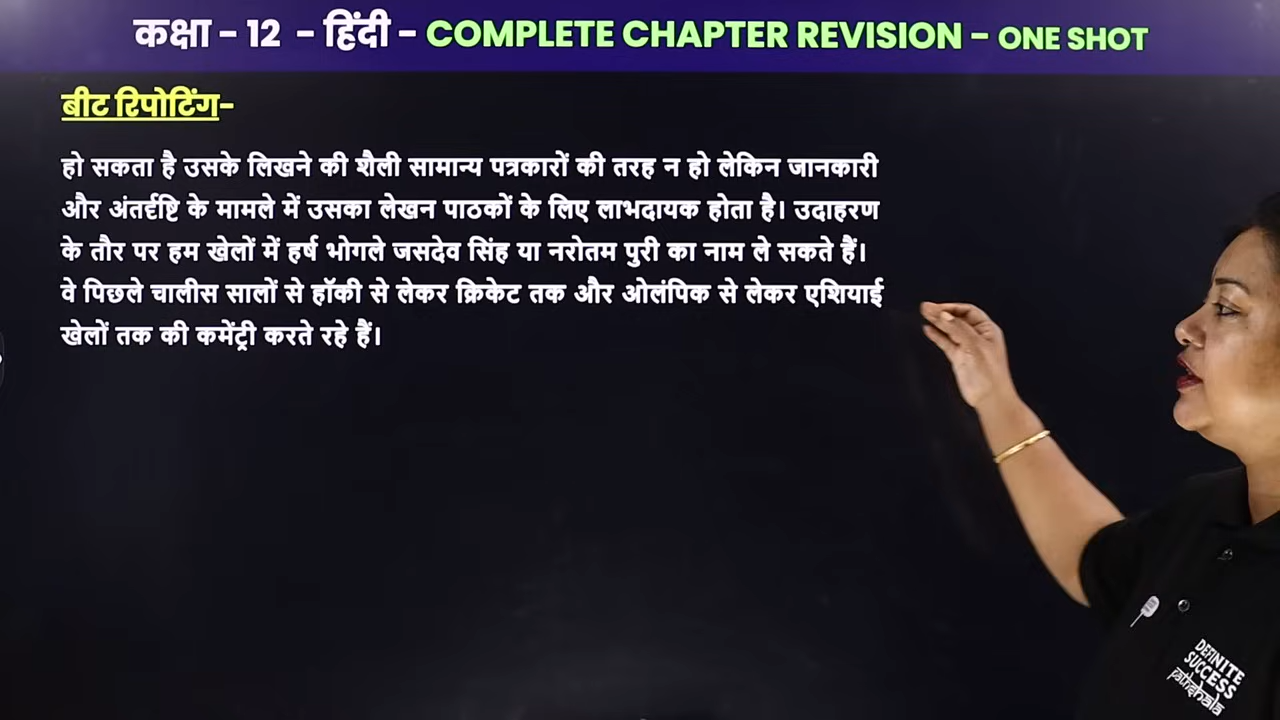 कक्षा - 12 - हिंदी - COMPLETE CHAPTER REVISION - ONE SHOT
बीट रिपोटिंग-
हो सकता है उसके लिखने की शैली सामान्य पत्रकारों की तरह न हो लेकिन जानकारी
और अंतर्दृष्टि के मामले में उसका लेखन पाठकों के लिए लाभदायक होता है। उदाहरण
के तौर पर हम खेलों में हर्ष भोगले जसदेव सिंह या नरोतम पुरी का नाम ले सकते हैं।
वे पिछले चालीस सालों से हॉकी से लेकर क्रिकेट तक और ओलंपिक से लेकर एशियाई
खेलों तक की कमेंट्री करते रहे हैं।
DEFINITE
SUCCESS
pathshala